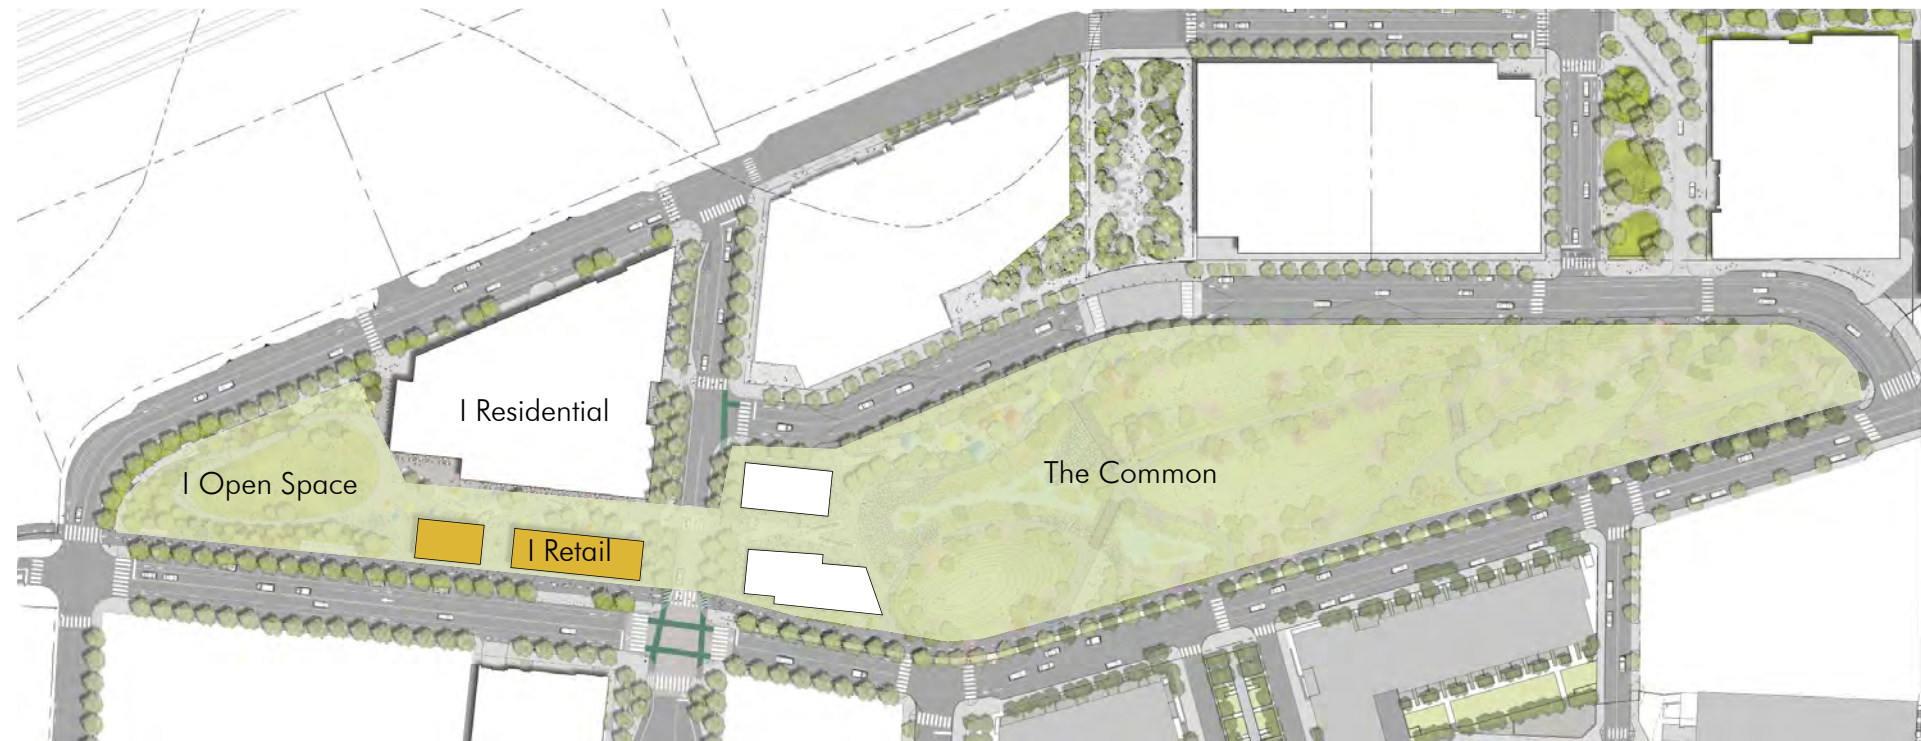 I Residential
I Open Space
The Common
I Retail